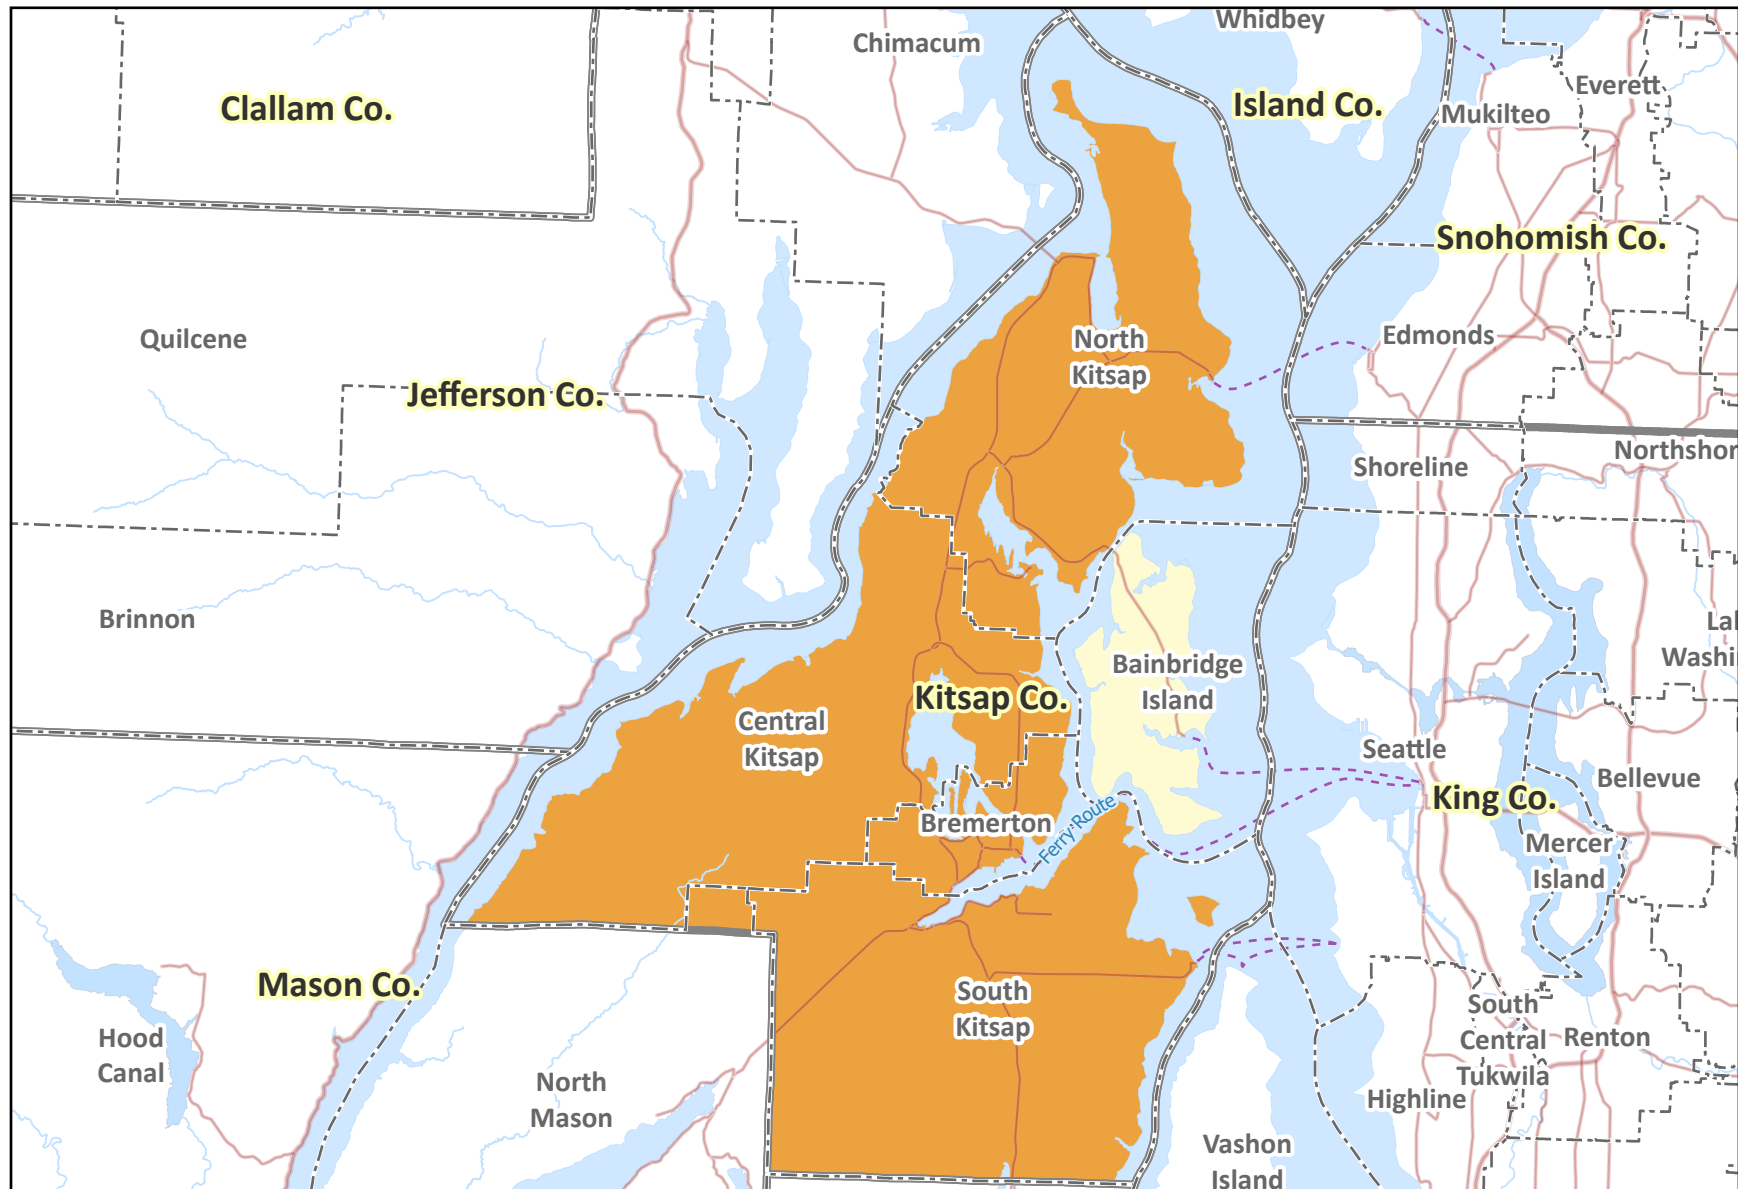 Whidbey
Chimacum
Everett
Clallam Co.
Island Co.
Mukilteo
Snohomish Co.
Quilcene
North
Kitsap
Edmonds
Jefferson Co.
Shoreline
Northshor
Brinnon
Lal
Washi
Bainbridge
Island
Kitsap Co.
Central
Kitsap
Seattle
Bellevue
King Co.
Bremerton
Ferry Route
Mercer
Island
Mason Co.
South
Kitsap
South
Central
Renton
Hood
Canal
North
Mason
Tukwila
Highline
Vashon
Island